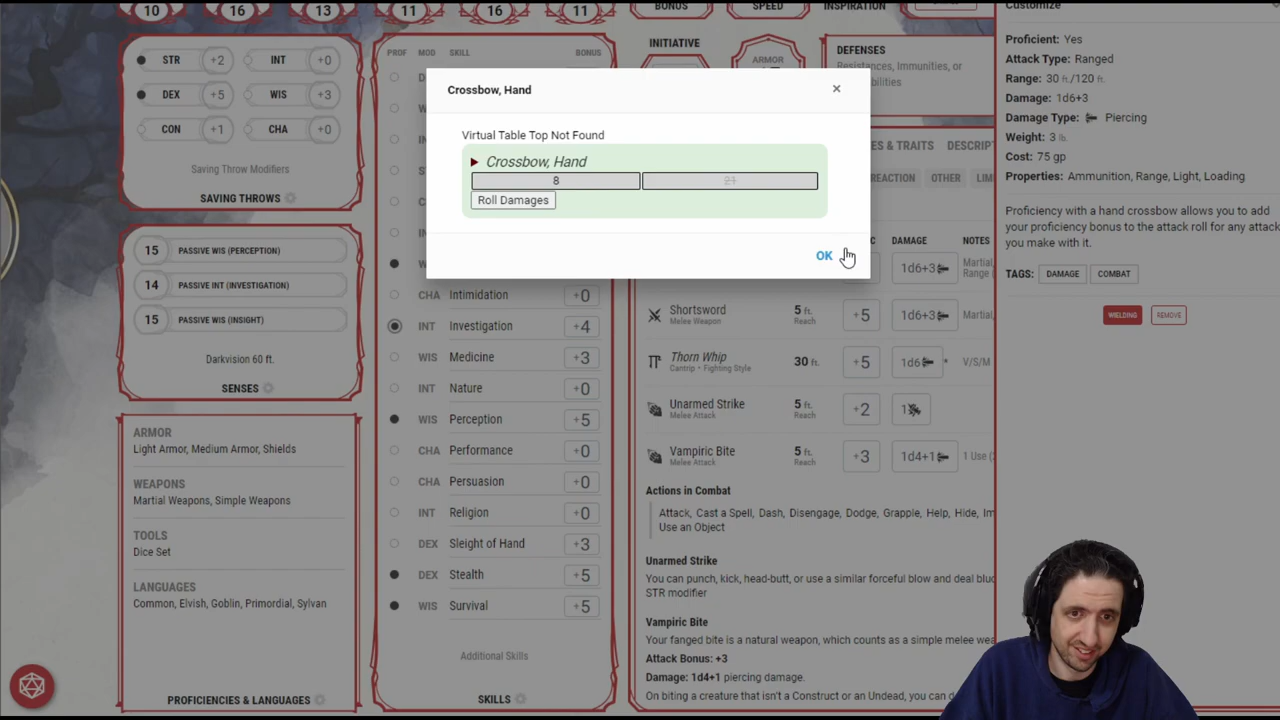 10
16
13
11
16
11
BONUS
SPEED
INSPIRATION
Customize
STR +2
INT +0
DEX +5
WIS +3
CON +1
CHA +0
Saving Throw Modifiers
SAVING THROWS
15 PASSIVE WIS (PERCEPTION)
14 PASSIVE INT (INVESTIGATION)
15 PASSIVE WIS (INSIGHT)
Darkvision 60 ft.
SENSES
ARMOR
Light Armor, Medium Armor, Shields
WEAPONS
Martial Weapons, Simple Weapons
TOOLS
Dice Set
LANGUAGES
Common, Elvish, Goblin, Primordial, Sylvan
PROFICIENCIES & LANGUAGES
PROF MOD SKILL BONUS
CHA Intimidation +0
INT Investigation +4
WIS Medicine +3
INT Nature +0
WIS Perception +5
CHA Performance +0
CHA Persuasion +0
INT Religion +0
DEX Sleight of Hand +3
DEX Stealth +5
WIS Survival +5
Additional Skills
SKILLS
INITIATIVE
ARMOR
DEFENSES
Resistances, Immunities, or
Crossbow, Hand
×
Virtual Table Top Not Found
Crossbow, Hand
8
21
Roll Damages
OK
ES & TRAITS
DESCRIPT
REACTION
OTHER
LIM
DAMAGE NOTES
1d6+3 Martial,
Range
Shortsword 5 ft. +5 1d6+3 Martial,
Melee Weapon Reach
Thorn Whip 30 ft. +5 1d6 * V/S/M
Cantrip • Fighting Style
Unarmed Strike 5 ft. +2 1
Melee Attack Reach
Vampiric Bite 5 ft. +3 1d4+1 1 Use
Melee Attack Reach
Actions in Combat
Attack, Cast a Spell, Dash, Disengage, Dodge, Grapple, Help, Hide, Im
Use an Object
Unarmed Strike
You can punch, kick, head-butt, or use a similar forceful blow and deal blud
STR modifier
Vampiric Bite
Your fanged bite is a natural weapon, which counts as a simple melee wea
Attack Bonus: +3
Damage: 1d4+1 piercing damage.
On biting a creature that isn't a Construct or an Undead, you can
Proficient: Yes
Attack Type: Ranged
Range: 30 ft./120 ft.
Damage: 1d6+3
Damage Type: Piercing
Weight: 3 lb.
Cost: 75 gp
Properties: Ammunition, Range, Light, Loading
Proficiency with a hand crossbow allows you to add
your proficiency bonus to the attack roll for any attack
you make with it.
TAGS: DAMAGE COMBAT
WIELDING REMOVE